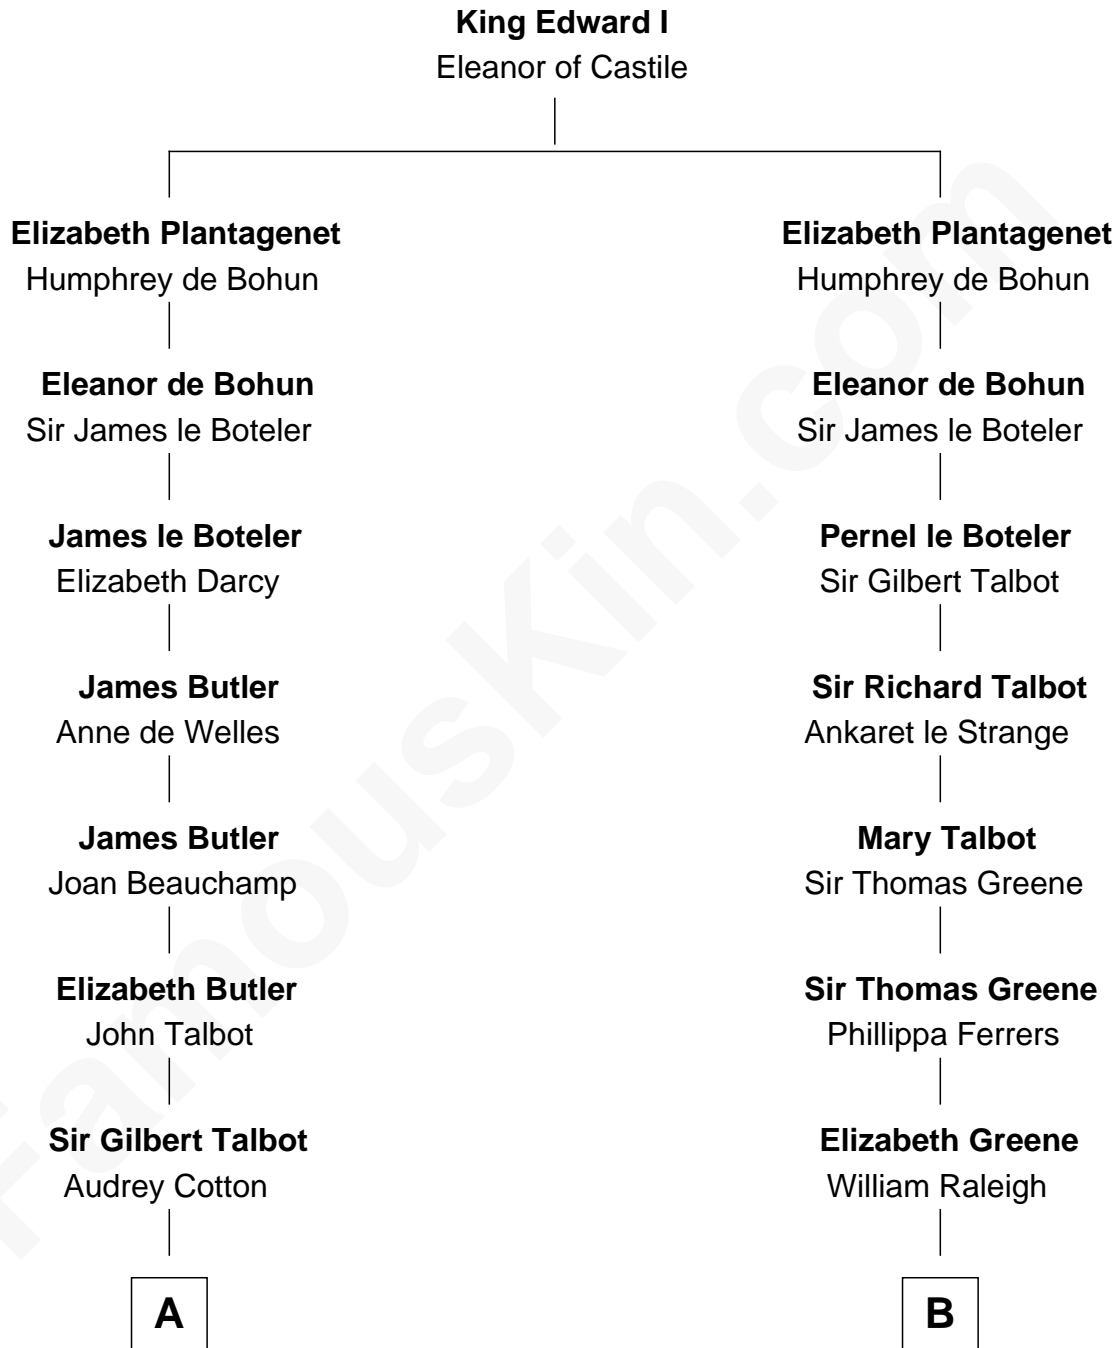 King Edward I
Eleanor of Castile
Elizabeth Plantagenet
Humphrey de Bohun
Eleanor de Bohun
Sir James le Boteler
James le Boteler
Elizabeth Darcy
James Butler
Anne de Welles
James Butler
Joan Beauchamp
Elizabeth Butler
John Talbot
Sir Gilbert Talbot
Audrey Cotton
A
Elizabeth Plantagenet
Humphrey de Bohun
Eleanor de Bohun
Sir James le Boteler
Pernel le Boteler
Sir Gilbert Talbot
Sir Richard Talbot
Ankaret le Strange
Mary Talbot
Sir Thomas Greene
Sir Thomas Greene
Phillippa Ferrers
Elizabeth Greene
William Raleigh
B
FamousKin.com